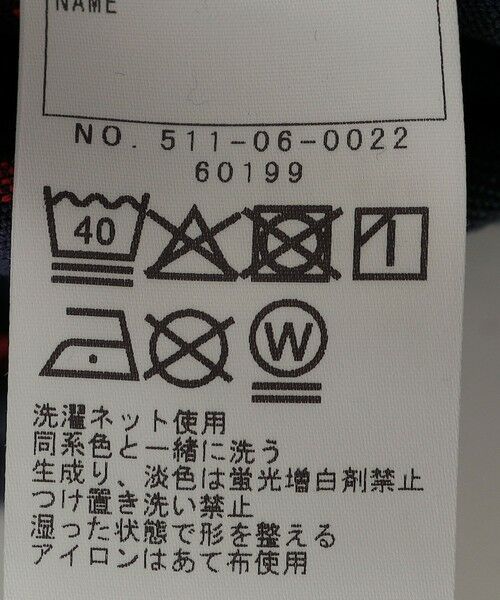 NAME
NO. 511-06-0022
60199
40
W
洗濯ネット使用
同系色と一緒に洗う
生成り、淡色は蛍光増白剤禁止
つけ置き洗い禁止
湿った状態で形を整える
アイロンはあて布使用